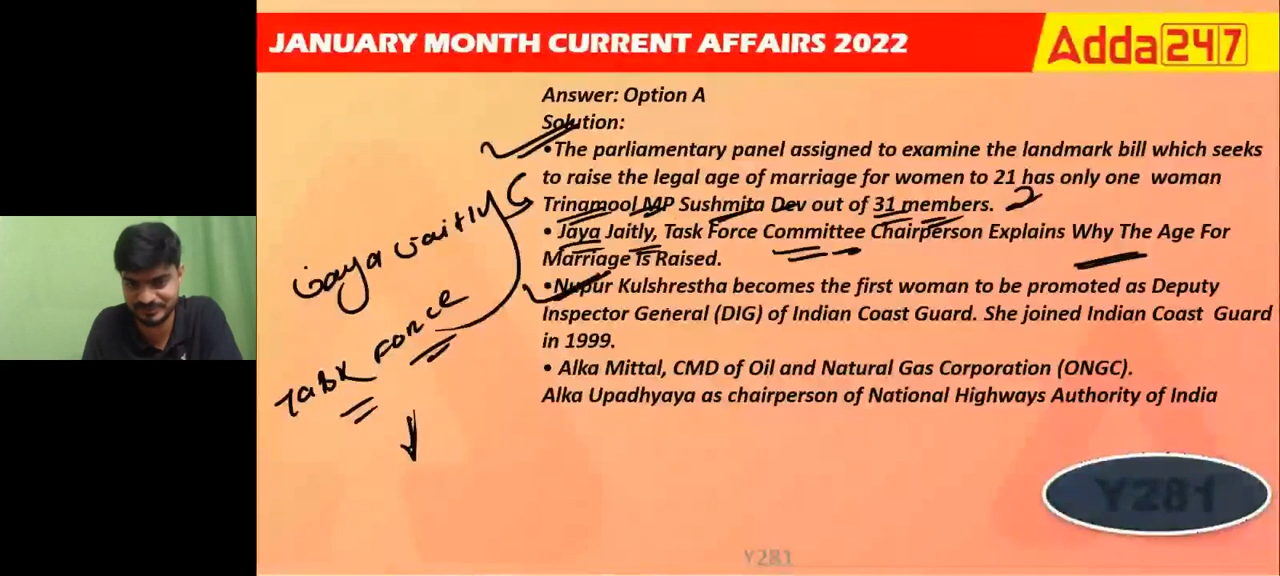 JANUARY MONTH CURRENT AFFAIRS 2022
Adda247
Answer: Option A
Solution:
•The parliamentary panel assigned to examine the landmark bill which seeks
to raise the legal age of marriage for women to 21 has only one woman
Trinamool MP Sushmita Dev out of 31 members.
• Jaya Jaitly, Task Force Committee Chairperson Explains Why The Age For
Marriage Is Raised.
•Nupur Kulshrestha becomes the first woman to be promoted as Deputy
Inspector General (DIG) of Indian Coast Guard. She joined Indian Coast Guard
in 1999.
• Alka Mittal, CMD of Oil and Natural Gas Corporation (ONGC).
Alka Upadhyaya as chairperson of National Highways Authority of India
Jaya Jaitly
Task Force
Y281
Y281